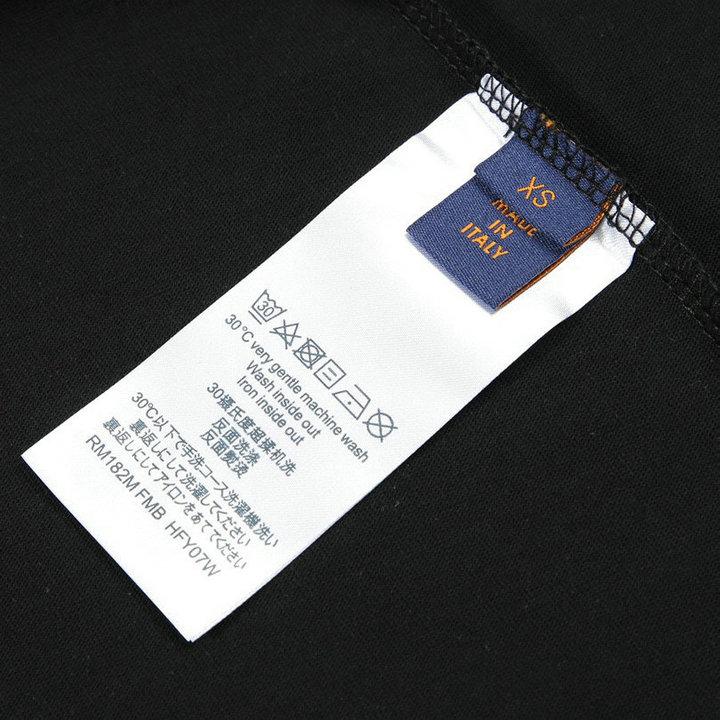 XS
MADE
IN
ITALY
30
30°C very gentle machine wash
Wash inside out
Iron inside out
30攝氏度超揉机洗
反面洗涤
反面熨烫
30℃以下で手洗コース洗濯機洗い
裏返しにして洗濯してください
裏返しにしてアイロンをあててください
RM182M FMB HFY07W